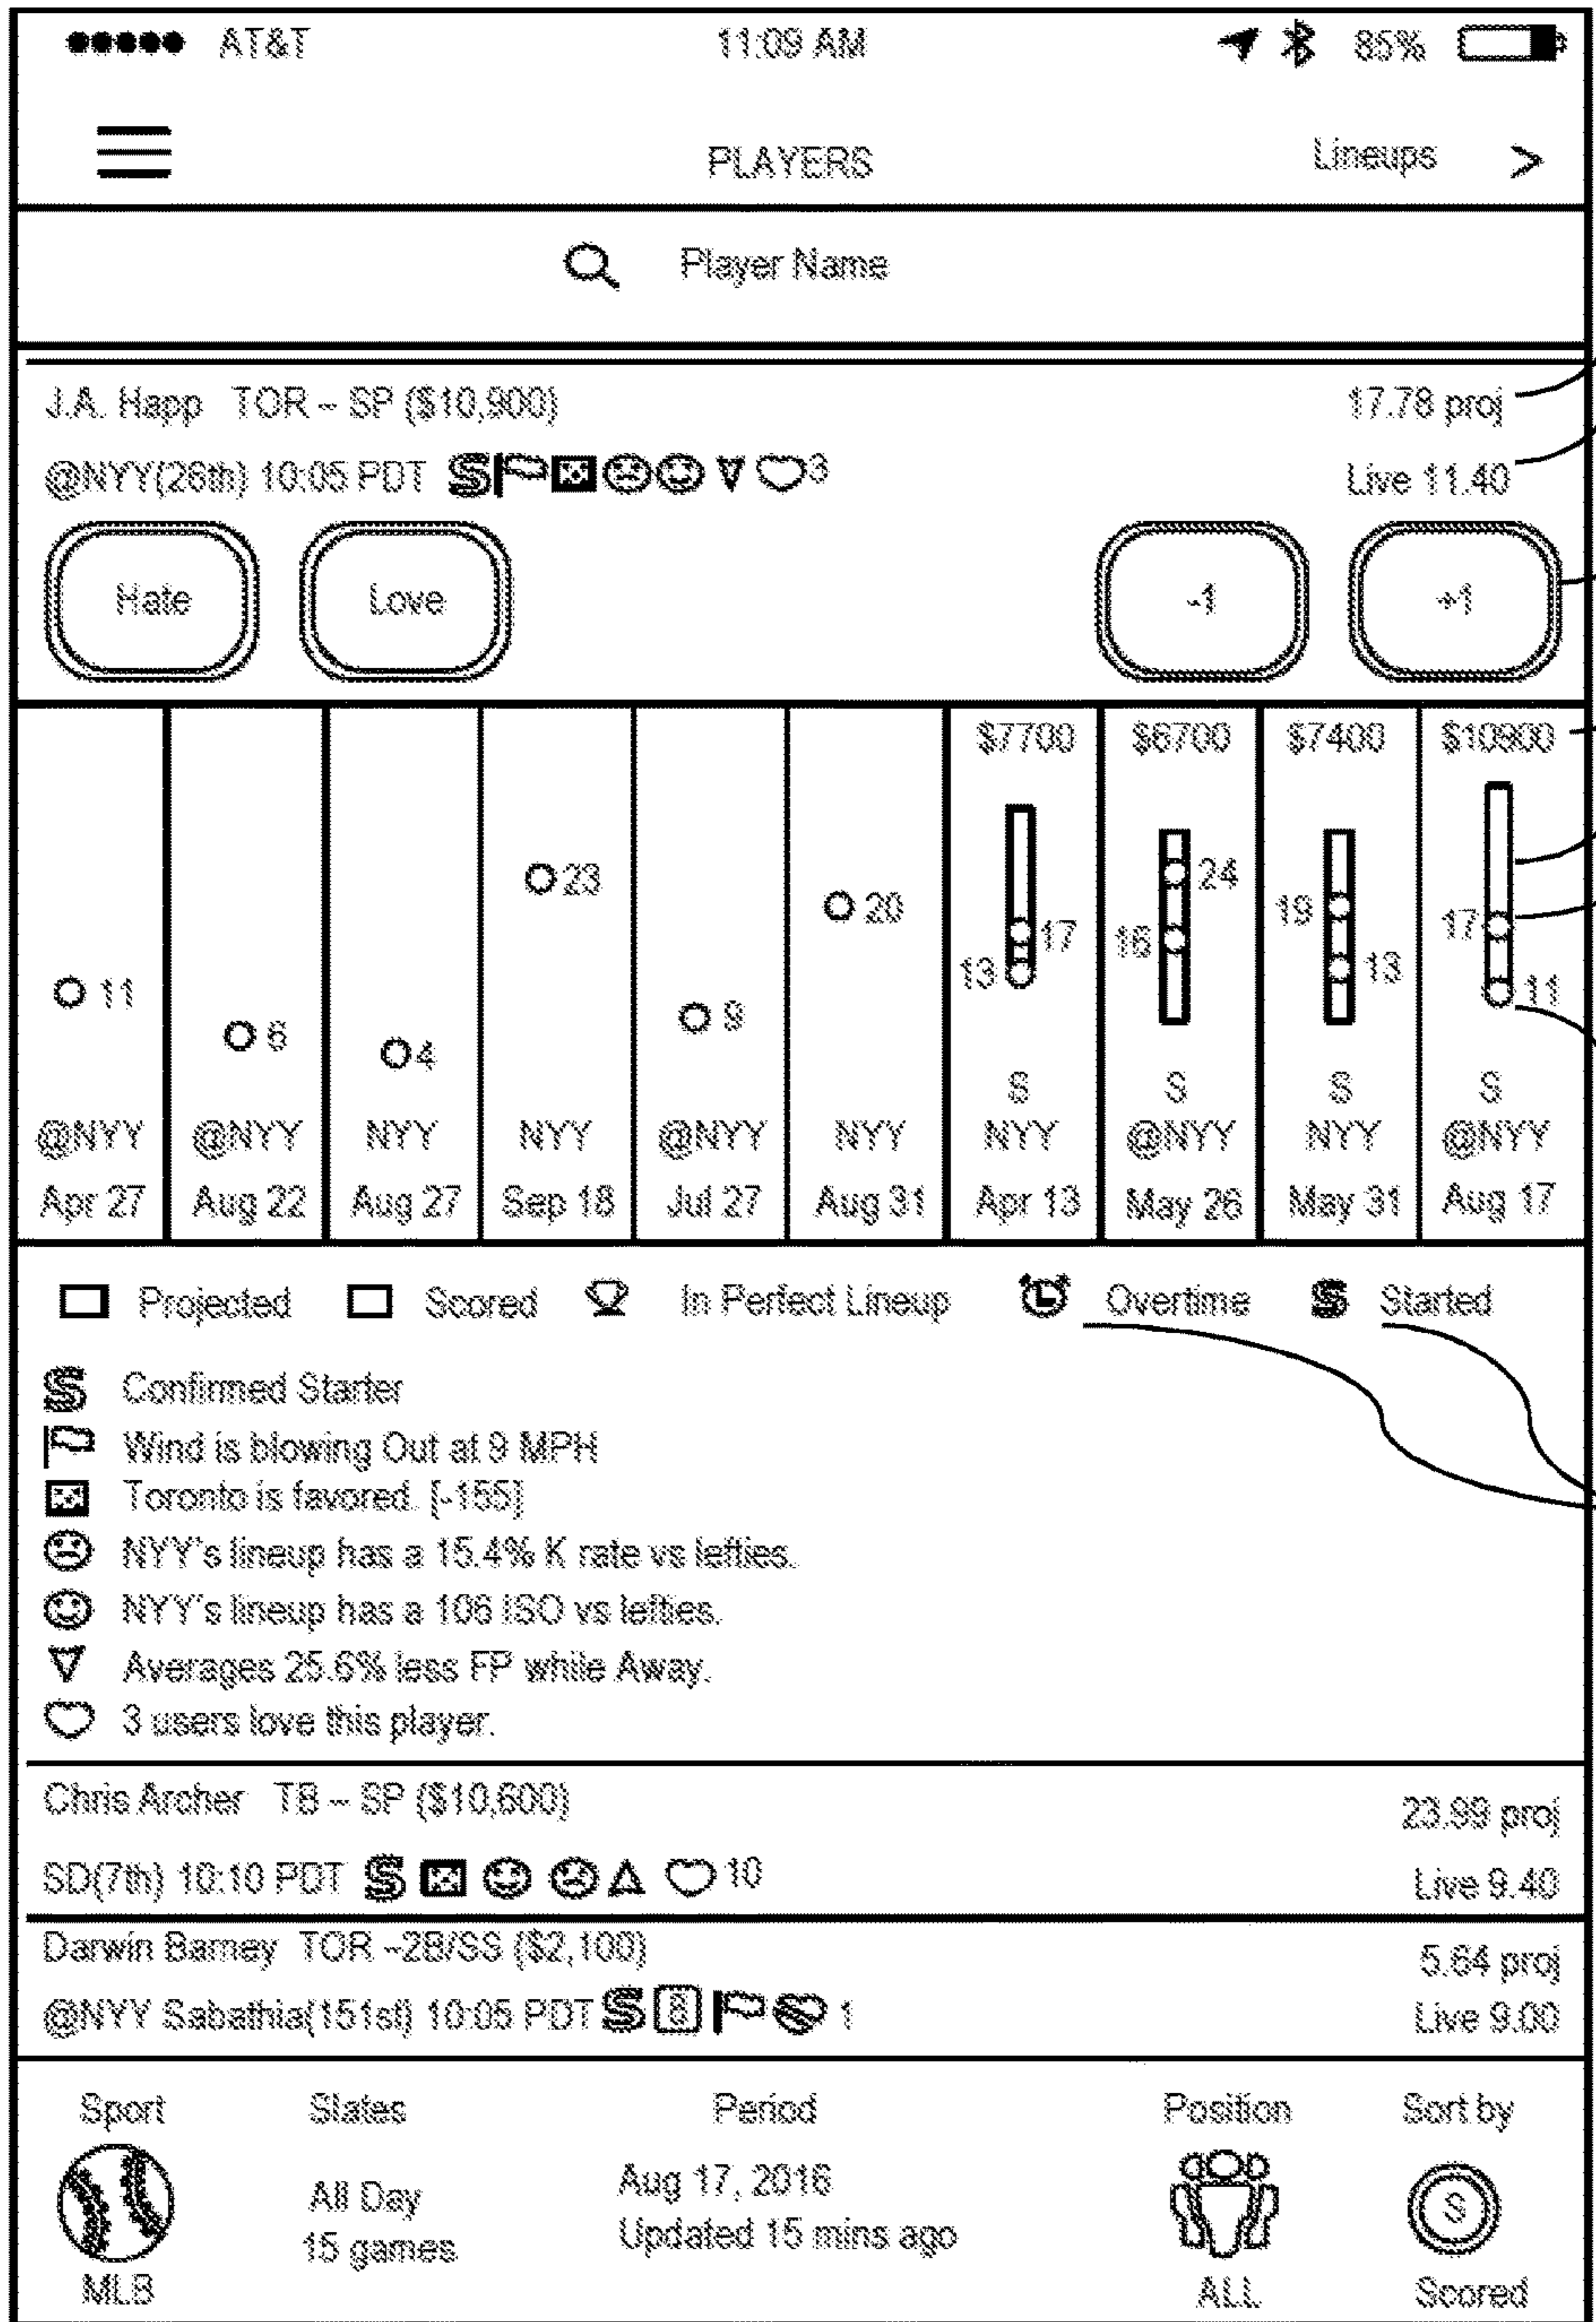 AT&T 11:09 AM 85%
PLAYERS Lineups >
Player Name
J.A. Happ TOR – SP ($10,900) 17.78 proj
@NYY(26th) 10:05 PDT S 3 Live 11.40
Hate Love -1 +1
$7700 $6700 $7400 $10900
23 24
20 19 17
17 16
11 13 13 11
6 9
4
S S S S
@NYY @NYY NYY NYY @NYY NYY NYY @NYY NYY @NYY
Apr 27 Aug 22 Aug 27 Sep 18 Jul 27 Aug 31 Apr 13 May 26 May 31 Aug 17
Projected Scored In Perfect Lineup Overtime S Started
S Confirmed Starter
Wind is blowing Out at 9 MPH
Toronto is favored. [-155]
NYY's lineup has a 15.4% K rate vs lefties.
NYY's lineup has a 106 ISO vs lefties.
Averages 25.6% less FP while Away.
3 users love this player.
Chris Archer TB – SP ($10,600) 23.99 proj
SD(7th) 10:10 PDT S 10 Live 9.40
Darwin Barney TOR –2B/SS ($2,100) 5.64 proj
@NYY Sabathia(151st) 10:05 PDT S 1 Live 9.00
Sport Slates Period Position Sort by
All Day Aug 17, 2016 S
15 games Updated 15 mins ago
MLB ALL Scored